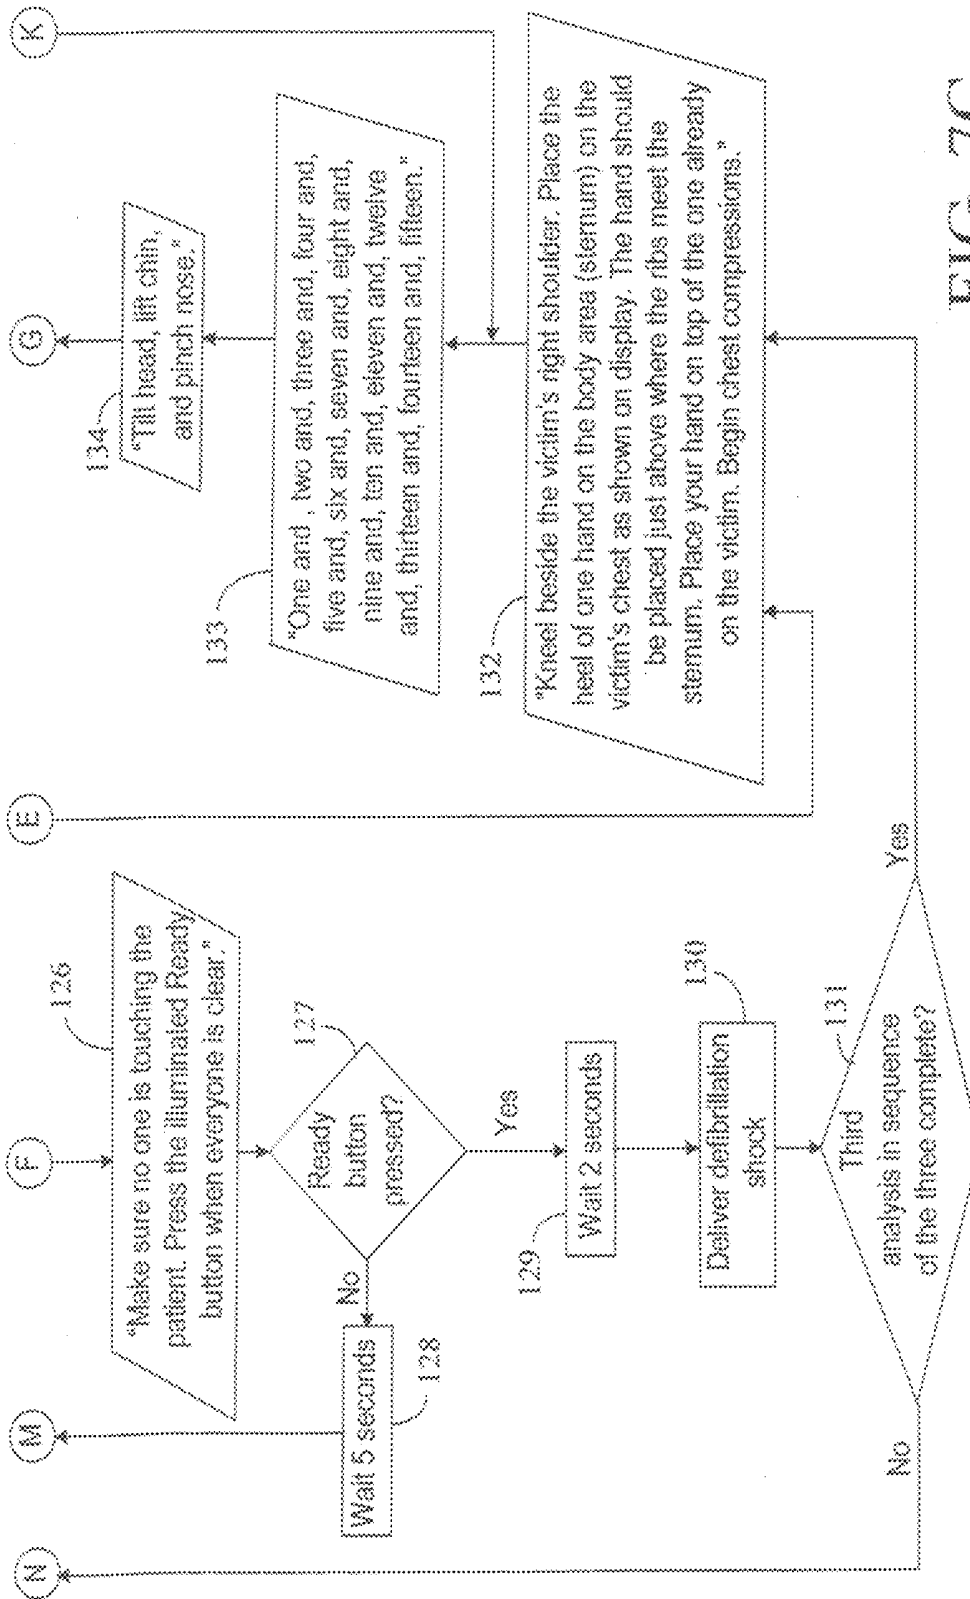 N
M
F
E
G
K
126
"Make sure no one is touching the
patient. Press the illuminated Ready
button when everyone is clear."
127
Ready
button
pressed?
No
Yes
Wait 5 seconds
128
129
Wait 2 seconds
130
Deliver defibrillation
shock
131
Third
analysis in sequence
of the three complete?
No
Yes
134
"Tilt head, lift chin,
and pinch nose."
133
"One and , two and, three and, four and,
five and, six and, seven and, eight and,
nine and, ten and, eleven and, twelve
and, thirteen and, fourteen and, fifteen."
132
"Kneel beside the victim's right shoulder. Place the
heel of one hand on the body area (sternum) on the
victim's chest as shown on display. The hand should
be placed just above where the ribs meet the
sternum. Place your hand on top of the one already
on the victim. Begin chest compressions."
FIG. 7C